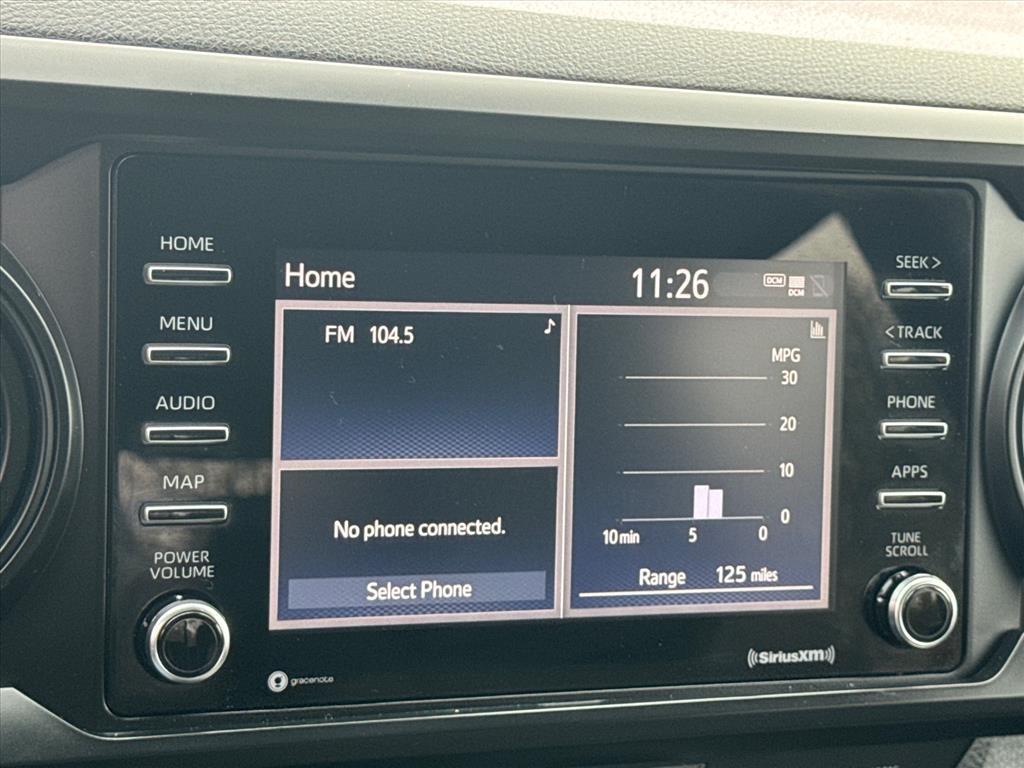 HOME
MENU
AUDIO
MAP
POWER
VOLUME
Home
11:26
DCM
DCM
FM 104.5
No phone connected.
Select Phone
MPG
30
20
10
0
10 min 5 0
Range 125 miles
SEEK >
< TRACK
PHONE
APPS
TUNE
SCROLL
gracenote
((SiriusXM))